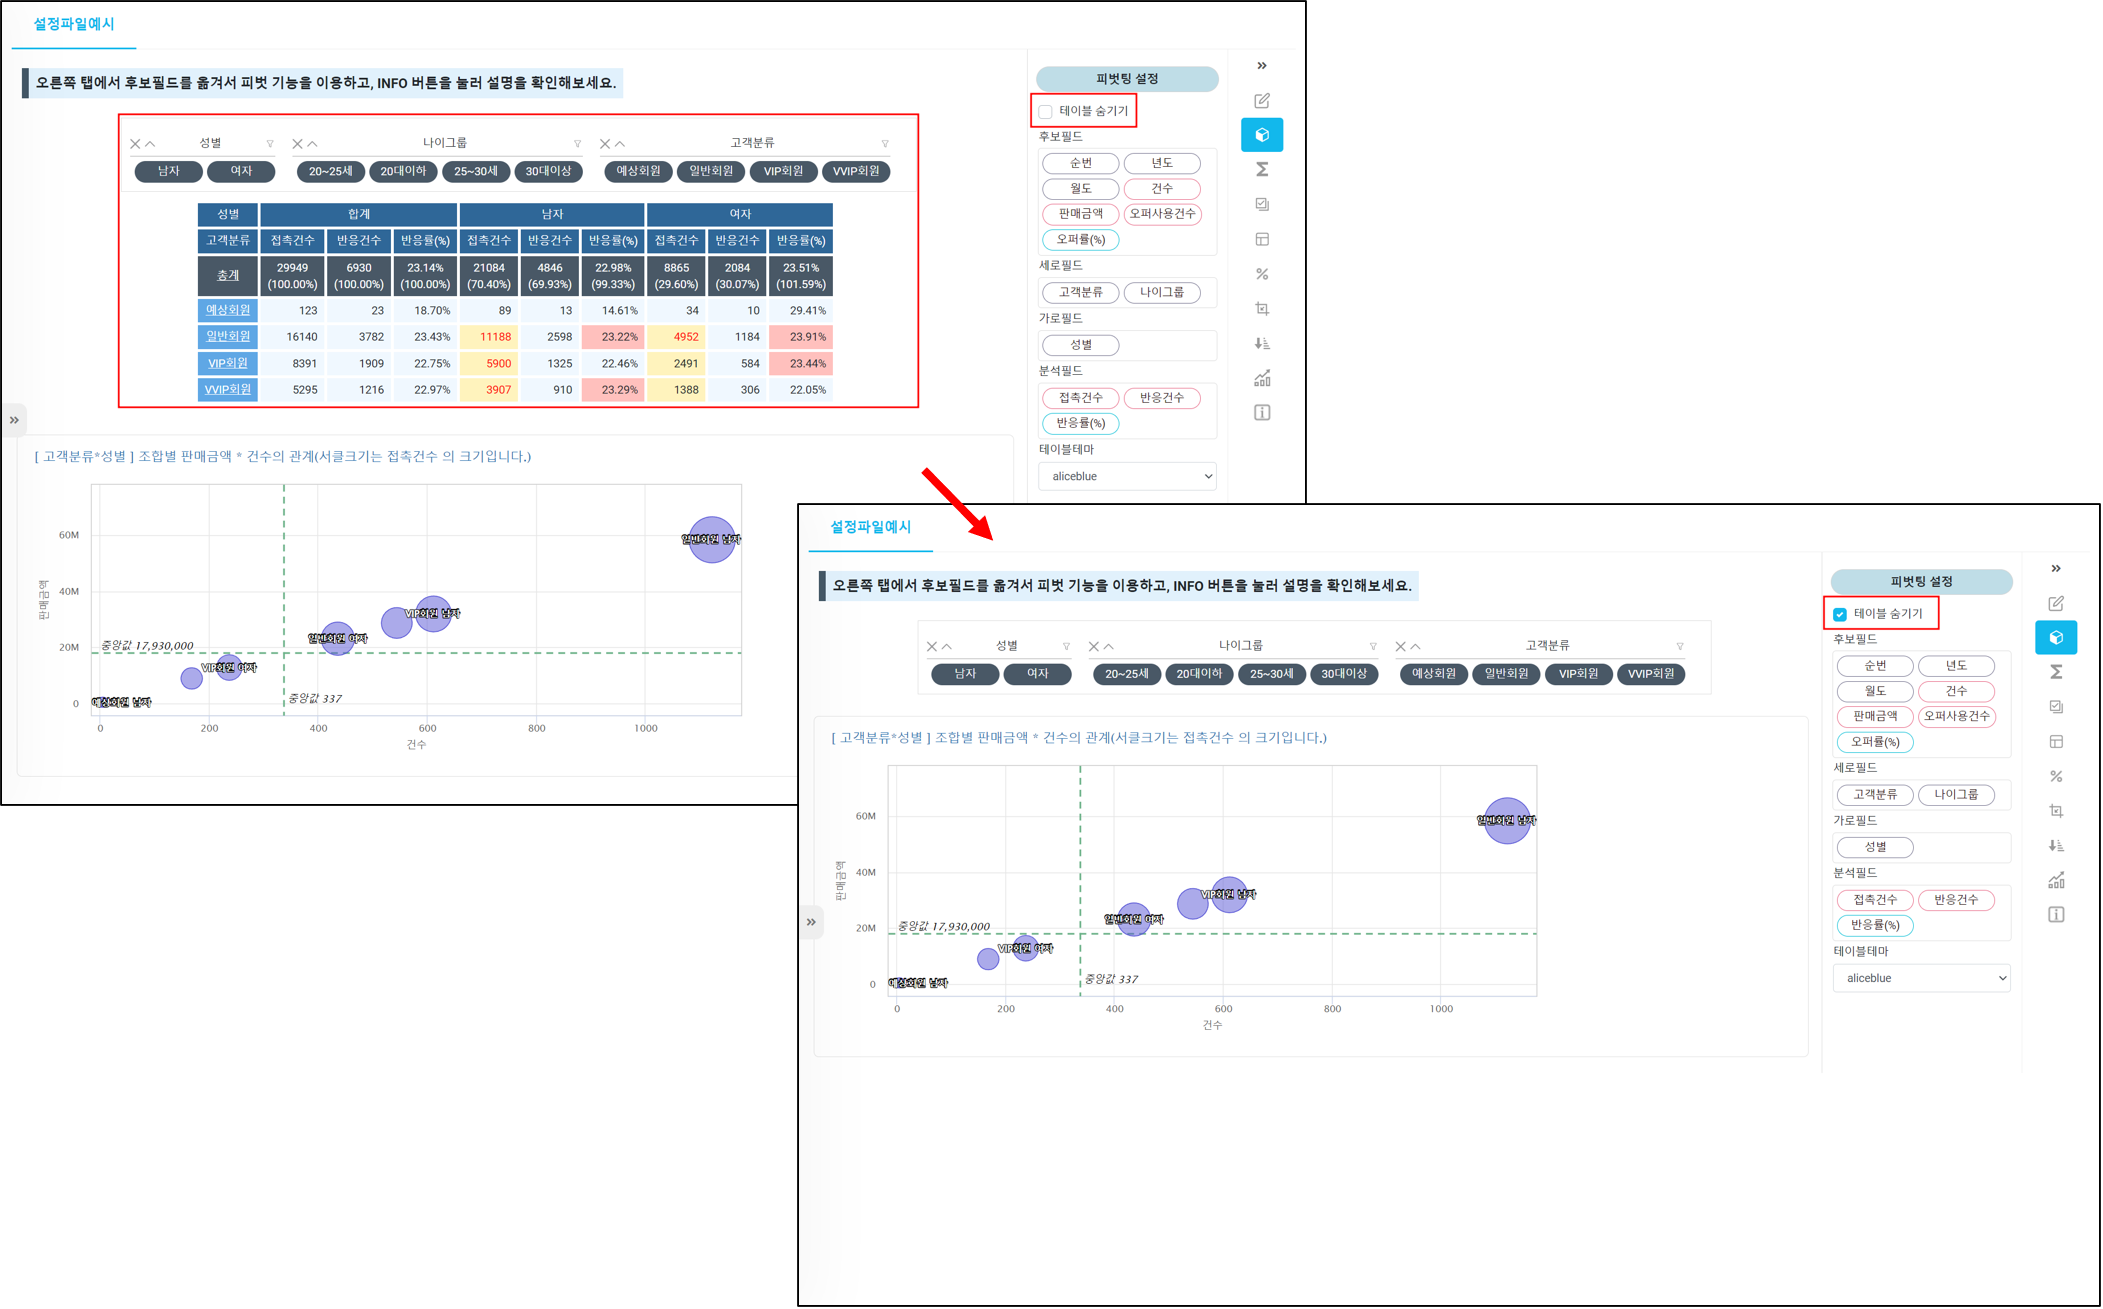 설정파일예시
오른쪽 탭에서 후보필드를 옮겨서 피벗 기능을 이용하고, INFO 버튼을 눌러 설명을 확인해보세요.
성별 나이그룹 고객분류
남자 여자 20~25세 20대이하 25~30세 30대이상 예상회원 일반회원 VIP회원 VVIP회원
성별 합계 남자 여자
고객분류 접촉건수 반응건수 반응률(%) 접촉건수 반응건수 반응률(%) 접촉건수 반응건수 반응률(%)
총계 29949 6930 23.14% 21084 4846 22.98% 8865 2084 23.51%
(100.00%) (100.00%) (100.00%) (70.40%) (69.93%) (99.33%) (29.60%) (30.07%) (101.59%)
예상회원 123 23 18.70% 89 13 14.61% 34 10 29.41%
일반회원 16140 3782 23.43% 11188 2598 23.22% 4952 1184 23.91%
VIP회원 8391 1909 22.75% 5900 1325 22.46% 2491 584 23.44%
VVIP회원 5295 1216 22.97% 3907 910 23.29% 1388 306 22.05%
[ 고객분류*성별 ] 조합별 판매금액 * 건수의 관계(서클크기는 접촉건수 의 크기입니다.)
60M
40M
20M
0
판매금액
일반회원 남자
VIP회원 남자
일반회원 여자
중앙값 17,930,000
VIP회원 여자
예상회원 남자
중앙값 337
0 200 400 600 800 1000
건수
피벗팅 설정
테이블 숨기기
후보필드
순번 년도
월도 건수
판매금액 오퍼사용건수
오퍼률(%)
세로필드
고객분류 나이그룹
가로필드
성별
분석필드
접촉건수 반응건수
반응률(%)
테이블테마
aliceblue
설정파일예시
오른쪽 탭에서 후보필드를 옮겨서 피벗 기능을 이용하고, INFO 버튼을 눌러 설명을 확인해보세요.
성별 나이그룹 고객분류
남자 여자 20~25세 20대이하 25~30세 30대이상 예상회원 일반회원 VIP회원 VVIP회원
[ 고객분류*성별 ] 조합별 판매금액 * 건수의 관계(서클크기는 접촉건수 의 크기입니다.)
60M
40M
20M
0
판매금액
일반회원 남자
VIP회원 남자
일반회원 여자
중앙값 17,930,000
VIP회원 여자
예상회원 남자
중앙값 337
0 200 400 600 800 1000
건수
피벗팅 설정
테이블 숨기기
후보필드
순번 년도
월도 건수
판매금액 오퍼사용건수
오퍼률(%)
세로필드
고객분류 나이그룹
가로필드
성별
분석필드
접촉건수 반응건수
반응률(%)
테이블테마
aliceblue